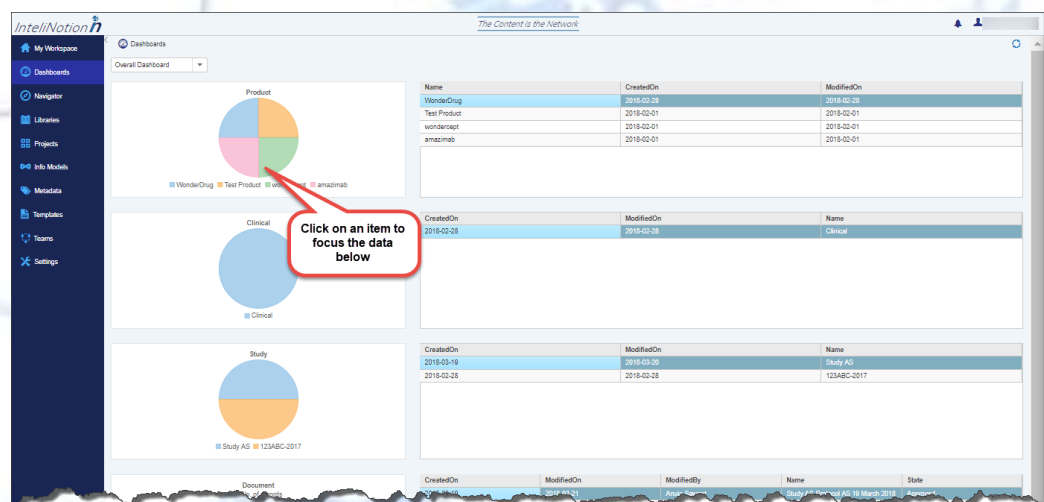 InteliNotion n
The Content is the Network
My Workspace
Dashboards
Navigator
Libraries
Projects
Info Models
Metadata
Templates
Teams
Settings
Dashboards
Overall Dashboard
Product
WonderDrug Test Product amazimab
Name CreatedOn ModifiedOn
WonderDrug 2018-02-28 2018-02-28
Test Product 2018-02-01 2018-02-01
wondercept 2018-02-01 2018-02-01
amazimab 2018-02-01 2018-02-01
Click on an item to
focus the data
below
Clinical
Clinical
CreatedOn ModifiedOn Name
2018-02-28 2018-02-28 Clinical
Study
Study AS 123ABC-2017
CreatedOn ModifiedOn Name
2018-03-19 2018-03-20 Study AS
2018-02-28 2018-02-28 123ABC-2017
Document
CreatedOn ModifiedOn ModifiedBy Name State
AS 19 March 2018 Approved